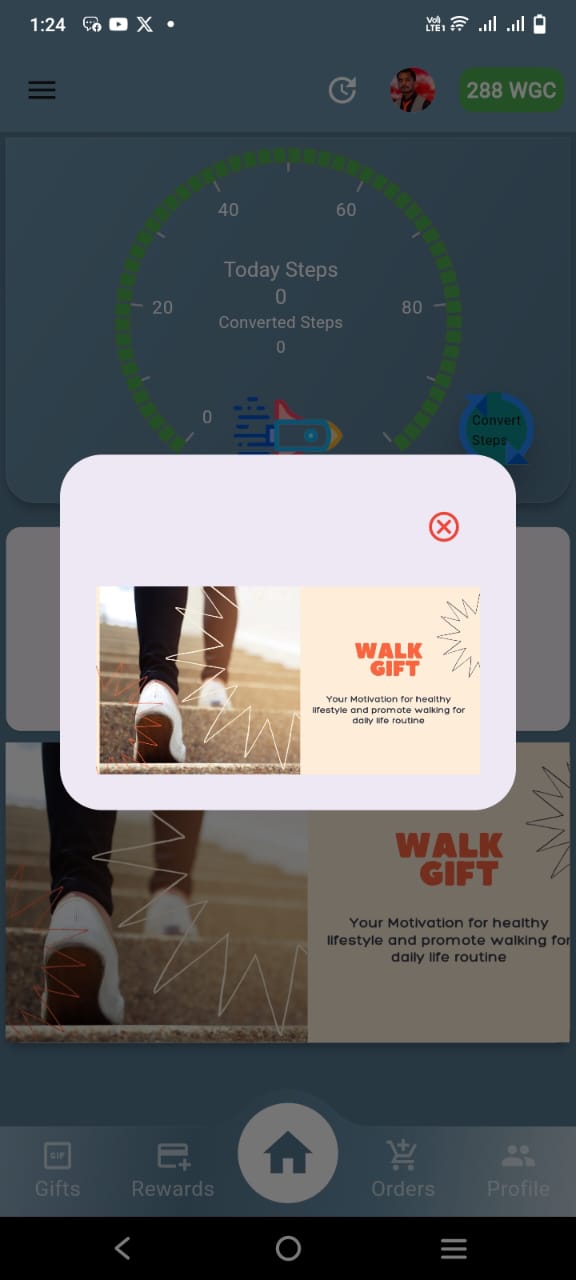 1:24
Vo) LTE1
288 WGC
40
60
Today Steps
20
0
80
Converted Steps
0
0
Convert
Steps
WALK
GIFT
Your Motivation for healthy
lifestyle and promote walking for
daily life routine
WALK
GIFT
Your Motivation for healthy
lifestyle and promote walking for
daily life routine
GIF
Gifts
Rewards
Orders
Profile